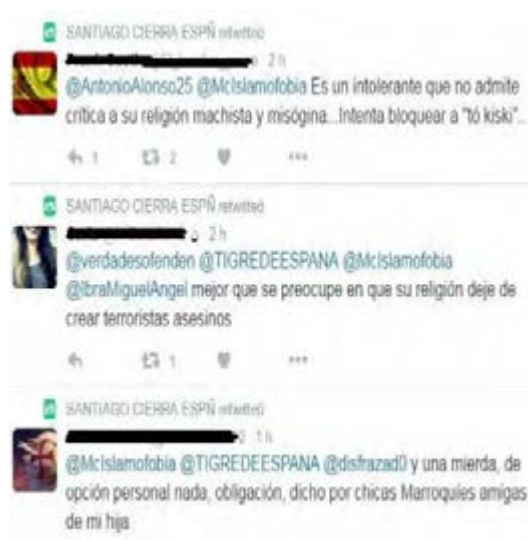 SANTIAGO CIERRA ESPÑ retwitteó
2 h
@AntonioAlonso25 @McIslamofobia Es un intolerante que no admite
crítica a su religión machista y misógina...Intenta bloquear a "tó kiski"..
1 2
SANTIAGO CIERRA ESPÑ retwitteó
2 h
@verdadesofenden @TIGREDEESPANA @McIslamofobia
@IbraMiguelAngel mejor que se preocupe en que su religión deje de
crear terroristas asesinos
1
SANTIAGO CIERRA ESPÑ retwitteó
1 h
@McIslamofobia @TIGREDEESPANA @disfrazad0 y una mierda, de
opción personal nada, obligación, dicho por chicas Marroquíes amigas
de mi hija